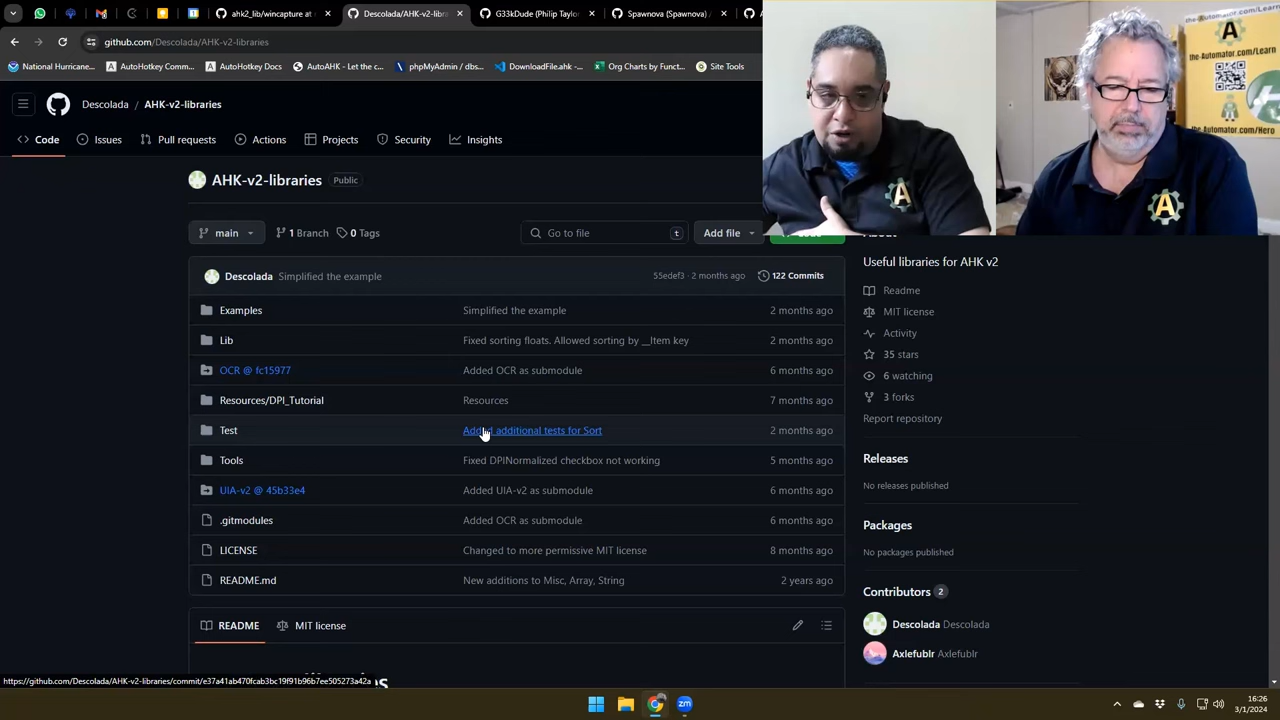 ahk2_lib/wincapture at
Descolada/AHK-v2-lib
Spawnova (Spawnova)
github.com/Descolada/AHK-v2-libraries
National Hurricane...
AutoHotkey Comm...
AutoHotkey Docs
AutoAHK - Let the r...
phpMyAdmin / dbs...
Org Charts by Funct...
Site Tools
Descolada / AHK-v2-libraries
Code
Issues
Pull requests
Actions
Projects
Security
Insights
AHK-v2-libraries
Public
main
1 Branch
0 Tags
Go to file
t
Add file
Descolada Simplified the example
55edef3 · 2 months ago
122 Commits
Examples Simplified the example 2 months ago
Lib Fixed sorting floats. Allowed sorting by __Item key 2 months ago
OCR @ fc15977 Added OCR as submodule 6 months ago
Resources/DPI_Tutorial Resources 7 months ago
Test Added additional tests for Sort 2 months ago
Tools Fixed DPINormalized checkbox not working 5 months ago
UIA-v2 @ 45b33e4 Added UIA-v2 as submodule 6 months ago
.gitmodules Added OCR as submodule 6 months ago
LICENSE Changed to more permissive MIT license 8 months ago
README.md New additions to Misc, Array, String 2 years ago
README
MIT license
Useful libraries for AHK v2
Readme
MIT license
Activity
35 stars
6 watching
3 forks
Report repository
Releases
No releases published
Packages
No packages published
Contributors 2
Descolada Descolada
Axlefublr Axlefublr
the-Automator.com/Learn
the-Automator.com/Hero
A
A
https://github.com/Descolada/AHK-v2-libraries/commit/e37a41ab470fcab3bc19f91b96b7ee505273a42a
zm
16:26
3/1/2024